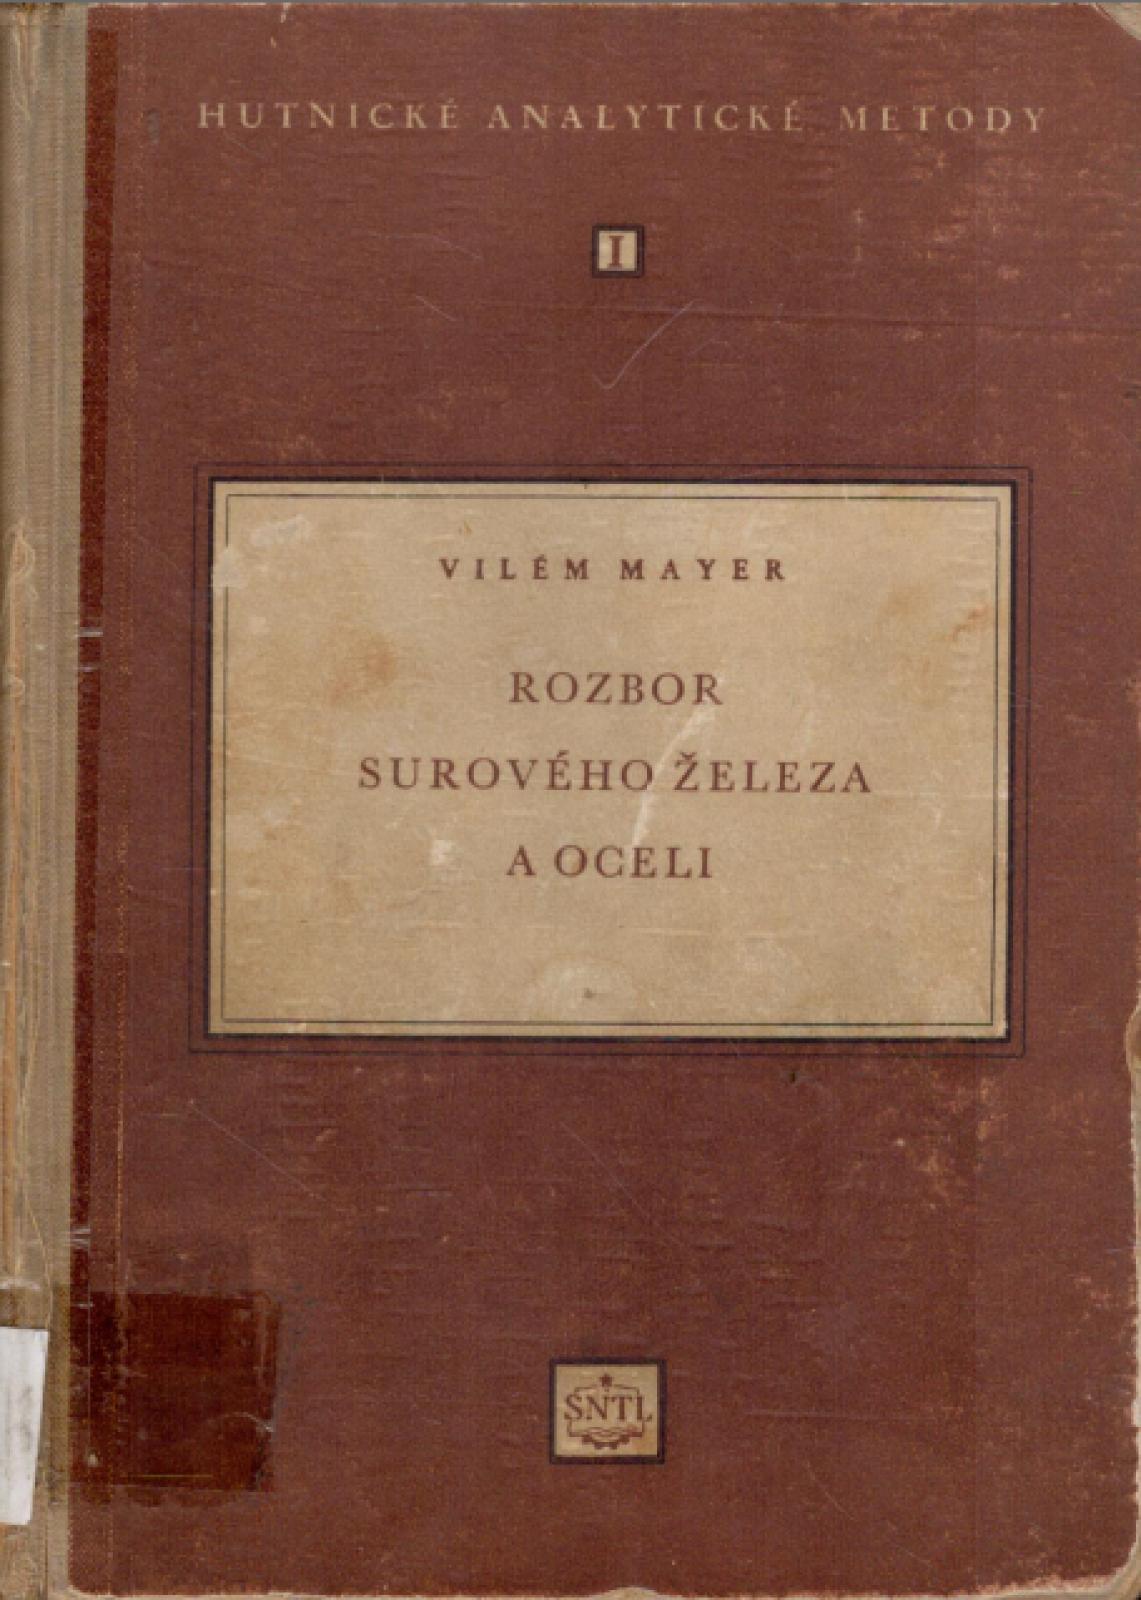 HUTNICKÉ ANALYTICKÉ METODY
I
VILÉM MAYER
ROZBOR
SUROVÉHO ŽELEZA
A OCELI
SNTL